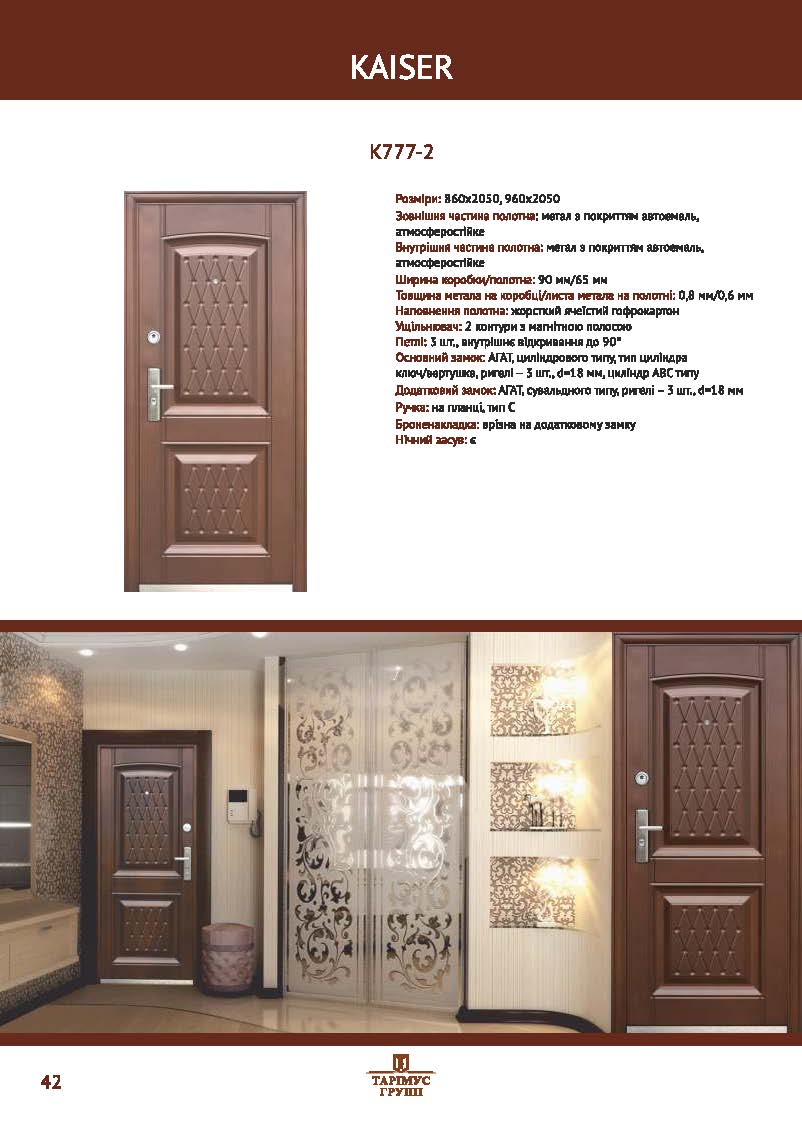 KAISER
K777-2
Розміри: 860х2050, 960х2050
Зовнішня частина полотна: метал з покриттям автоемаль,
атмосферостійке
Внутрішня частина полотна: метал з покриттям автоемаль,
атмосферостійке
Ширина коробки/полотна: 90 мм/65 мм
Товщина метала на коробці/листа метала на полотні: 0,8 мм/0,6 мм
Наповнення полотна: жорсткий ячеїстий гофрокартон
Ущільнювач: 2 контури з магнітною полосою
Петлі: 3 шт., внутрішнє відкривання до 90°
Основний замок: АГАТ, циліндрового типу, тип циліндра
ключ/вертушка, ригелі – 3 шт., d=18 мм, циліндр АВС типу
Додатковий замок: АГАТ, сувальдного типу, ригелі – 3 шт., d=18 мм
Ручка: на планці, тип С
Броненакладка: врізна на додатковому замку
Нічний засув: є
42
ТАРІМУС
ГРУПП